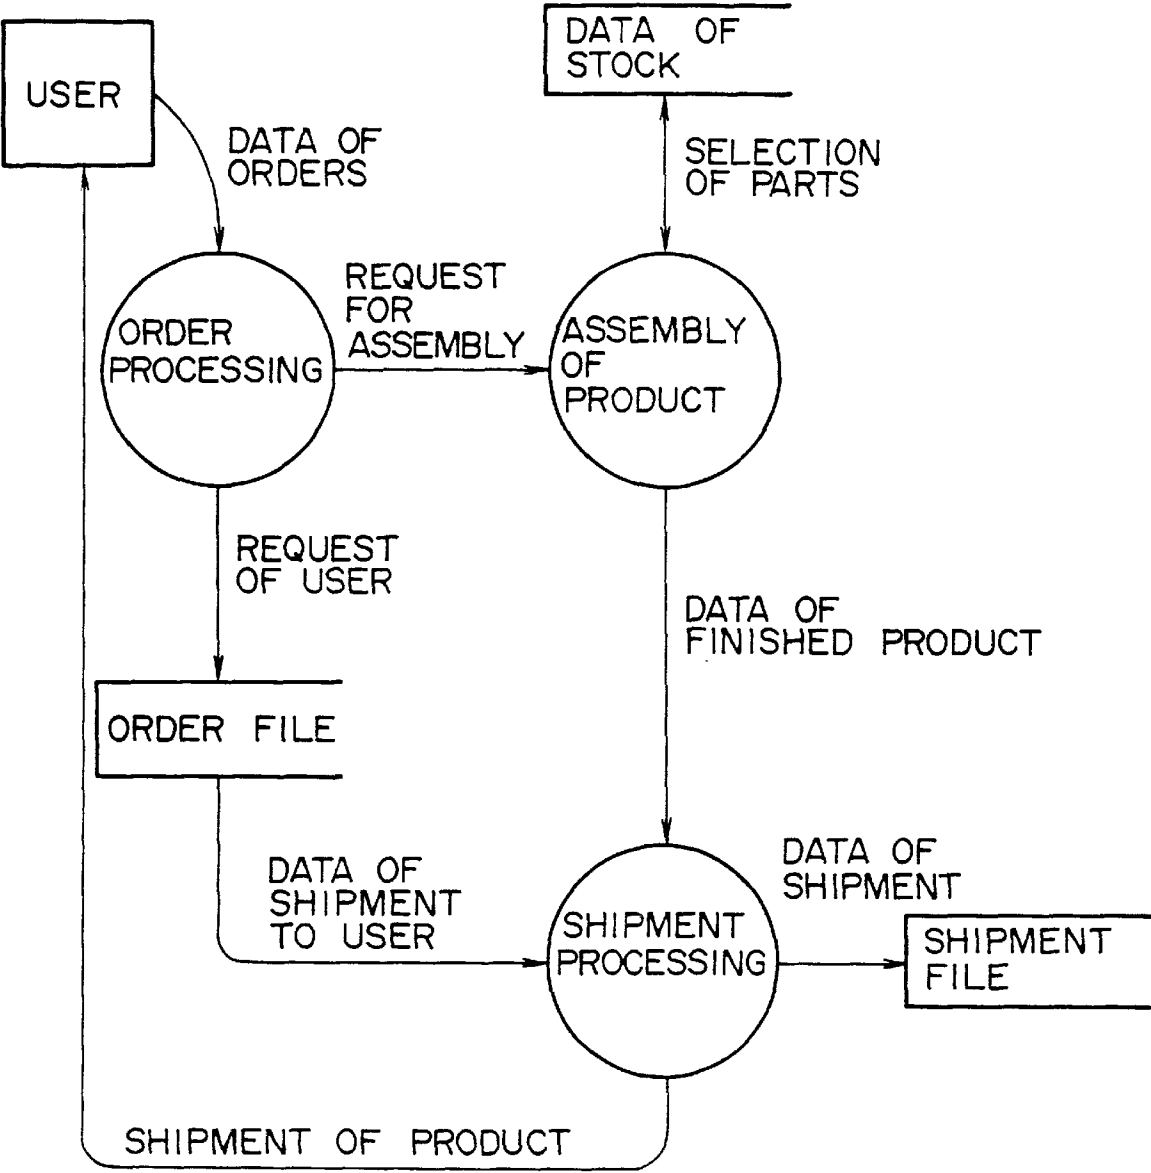 USER
DATA OF
ORDERS
DATA OF
STOCK
SELECTION
OF PARTS
ORDER
PROCESSING
REQUEST
FOR
ASSEMBLY
ASSEMBLY
OF
PRODUCT
REQUEST
OF USER
DATA OF
FINISHED PRODUCT
ORDER FILE
DATA OF
SHIPMENT
TO USER
SHIPMENT
PROCESSING
DATA OF
SHIPMENT
SHIPMENT
FILE
SHIPMENT OF PRODUCT